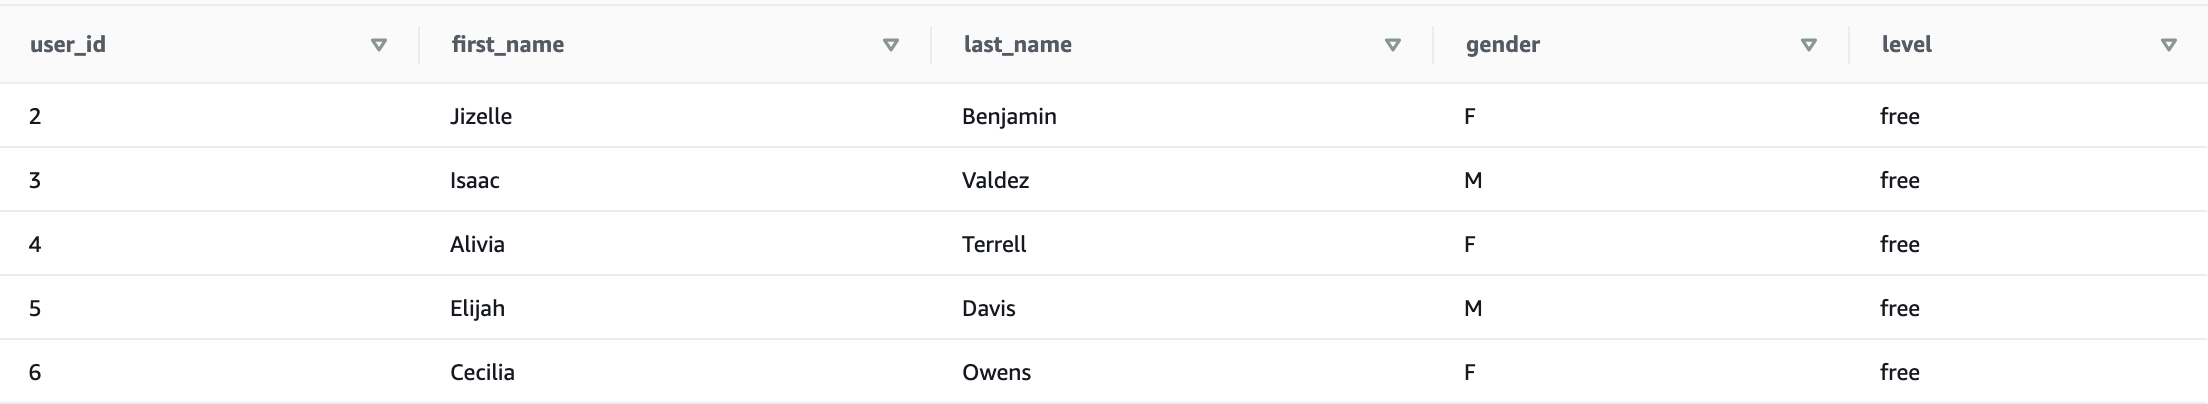 user_id first_name last_name gender level
2 Jizelle Benjamin F free
3 Isaac Valdez M free
4 Alivia Terrell F free
5 Elijah Davis M free
6 Cecilia Owens F free